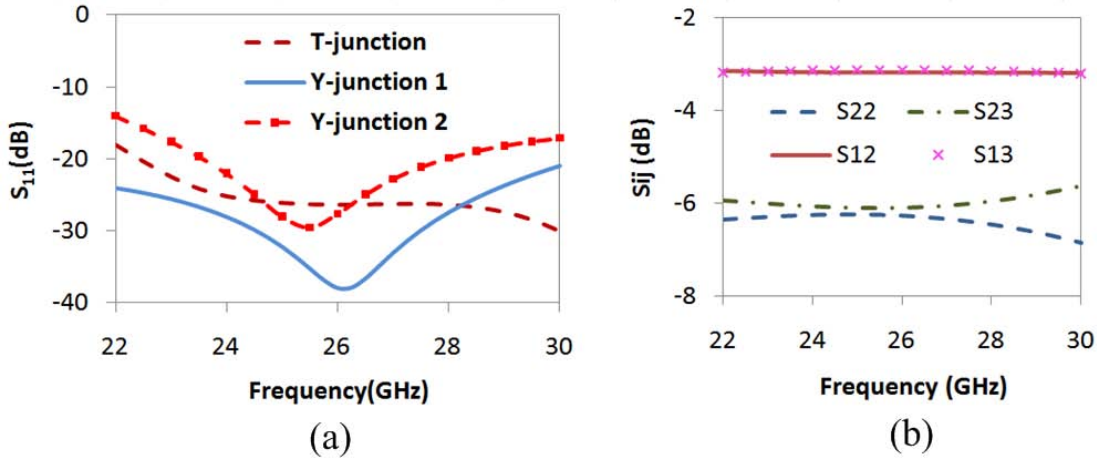 S11(dB)
0
-10
-20
-30
-40
T-junction
Y-junction 1
Y-junction 2
22
24
26
28
30
Frequency(GHz)
(a)
Sij (dB)
-2
-4
-6
-8
S22
S23
S12
S13
22
24
26
28
30
Frequency (GHz)
(b)